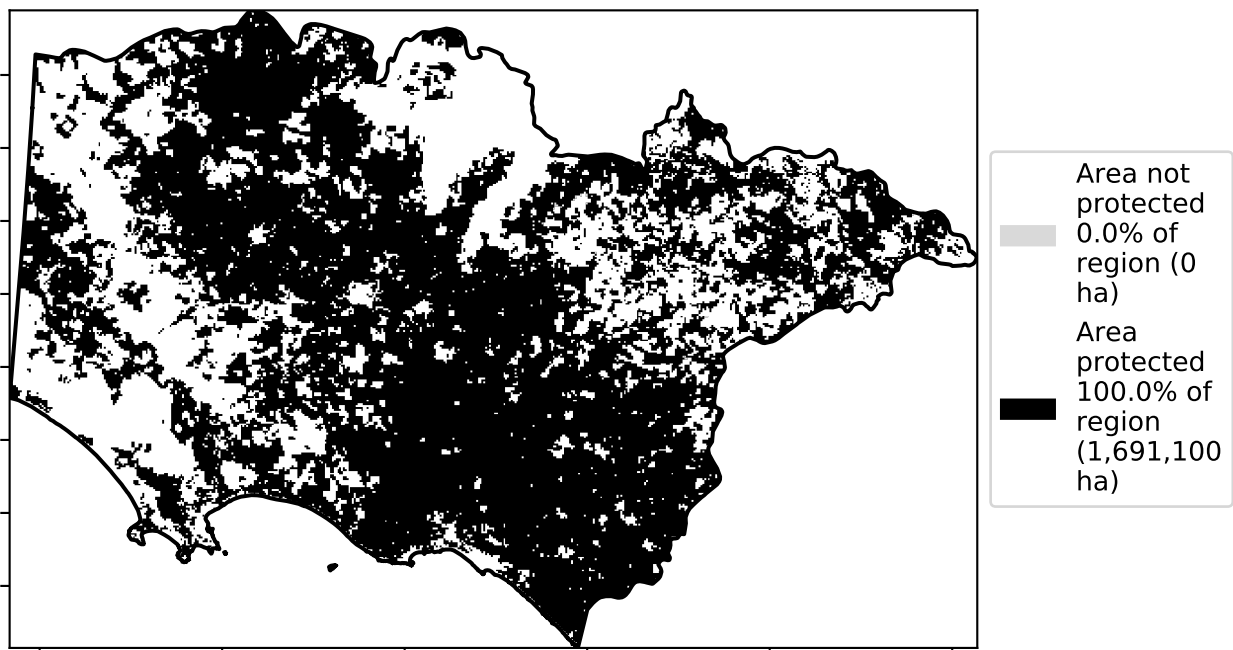 Area not
protected
0.0% of
region (0
ha)
Area
protected
100.0% of
region
(1,691,100
ha)